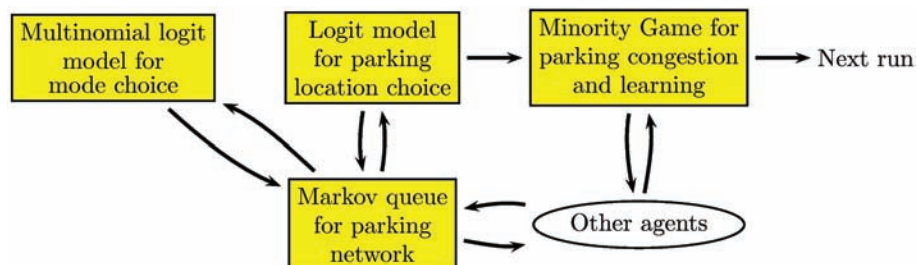 Multinomial logit
model for
mode choice
Logit model
for parking
location choice
Minority Game for
parking congestion
and learning
Next run
Markov queue
for parking
network
Other agents